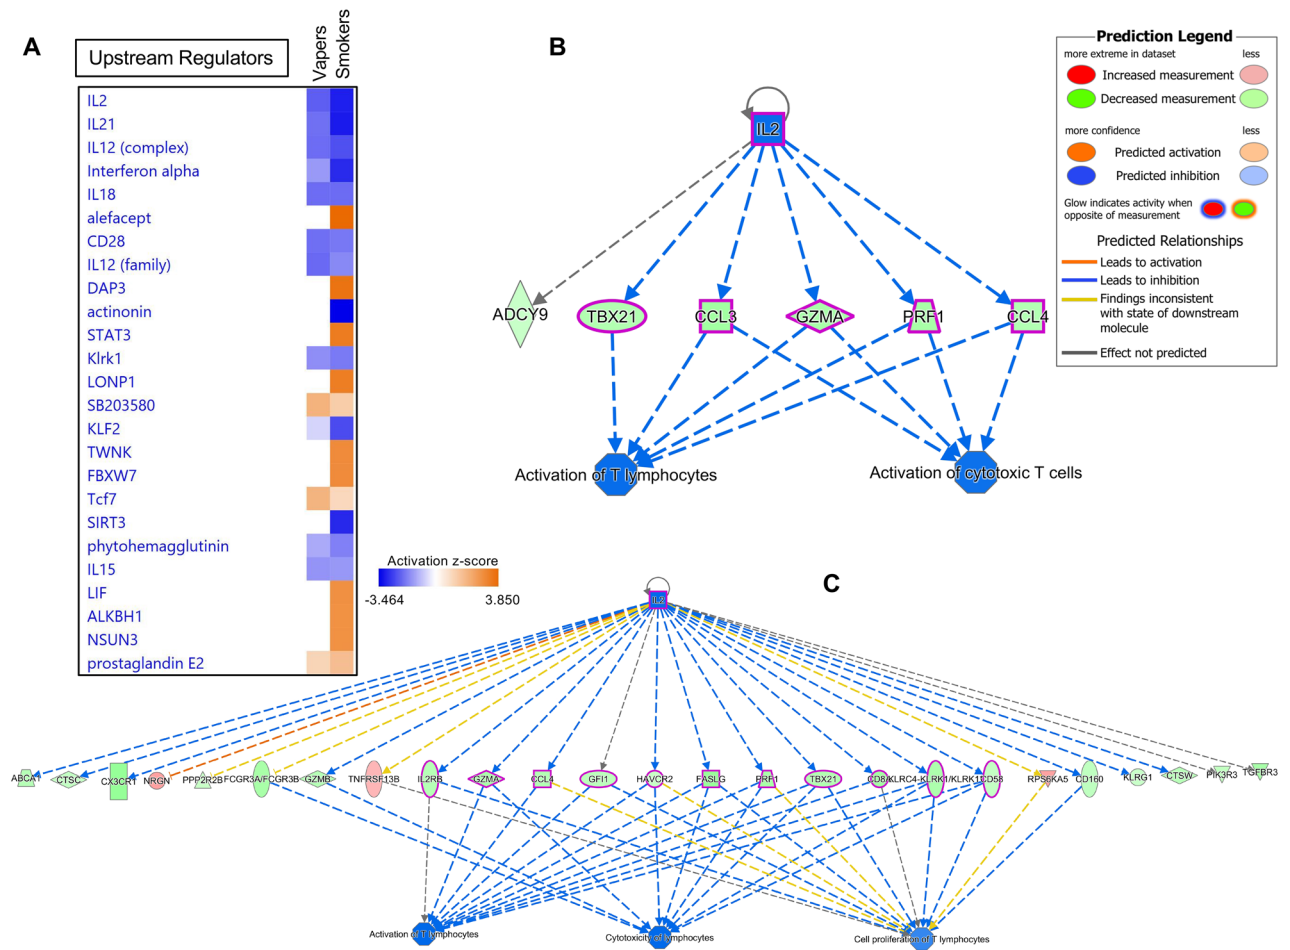 A
Upstream Regulators
Vapers
Smokers
IL2
IL21
IL12 (complex)
Interferon alpha
IL18
alefacept
CD28
IL12 (family)
DAP3
actinonin
STAT3
Klrk1
LONP1
SB203580
KLF2
TWNK
FBXW7
Tcf7
SIRT3
phytohemagglutinin
IL15
LIF
ALKBH1
NSUN3
prostaglandin E2
Activation z-score
-3.464 3.850
B
IL2
ADCY9 TBX21 CCL3 GZMA PRF1 CCL4
Activation of T lymphocytes Activation of cytotoxic T cells
Prediction Legend
more extreme in dataset less
Increased measurement
Decreased measurement
more confidence less
Predicted activation
Predicted inhibition
Glow indicates activity when
opposite of measurement
Predicted Relationships
Leads to activation
Leads to inhibition
Findings inconsistent
with state of downstream
molecule
Effect not predicted
C
IL2
CTSC CX3CR1 NRGN PPP2R2B FCGR3A/FCGR3B GZMB TNFRSF13B IL2RB GZMA CCL4 GFI1 HAVCR2 FASLG PRF1 TBX21 CD8A KLRC4-KLRK1/KLRK1 CD58 RPS6KA5 CD160 KLRG1 CTSW PIK3R3 TGFBR3
Activation of T lymphocytes Cytotoxicity of lymphocytes Cell proliferation of T lymphocytes